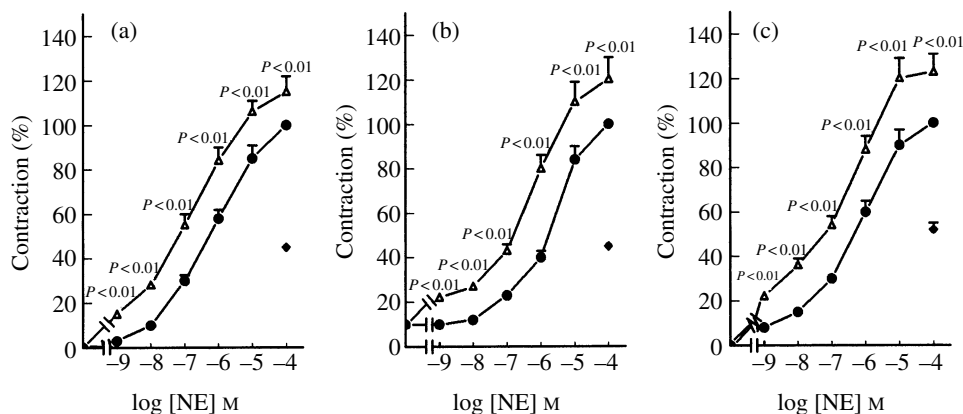 (a)
Contraction (%)
140
120
100
80
60
40
20
0
P<0.01
P<0.01
P<0.01
P<0.01
P<0.01
P<0.01
–9 –8 –7 –6 –5 –4
log [NE] M
(b)
Contraction (%)
140
120
100
80
60
40
20
0
P<0.01
P<0.01
P<0.01
P<0.01
P<0.01
P<0.01
–9 –8 –7 –6 –5 –4
log [NE] M
(c)
Contraction (%)
140
120
100
80
60
40
20
0
P<0.01
P<0.01
P<0.01
P<0.01
P<0.01
P<0.01
–9 –8 –7 –6 –5 –4
log [NE] M